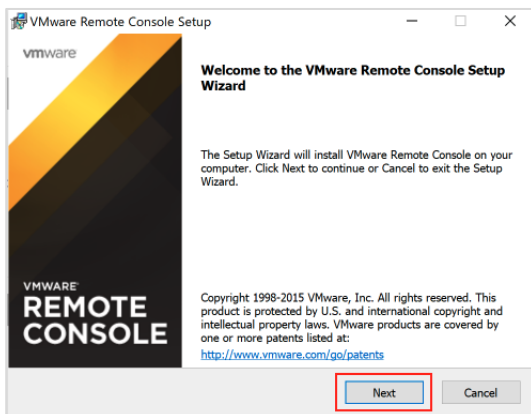 VMware Remote Console Setup
vmware
Welcome to the VMware Remote Console Setup
Wizard
The Setup Wizard will install VMware Remote Console on your
computer. Click Next to continue or Cancel to exit the Setup
Wizard.
VMWARE
REMOTE
CONSOLE
Copyright 1998-2015 VMware, Inc. All rights reserved. This
product is protected by U.S. and international copyright and
intellectual property laws. VMware products are covered by
one or more patents listed at:
http://www.vmware.com/go/patents
Next
Cancel